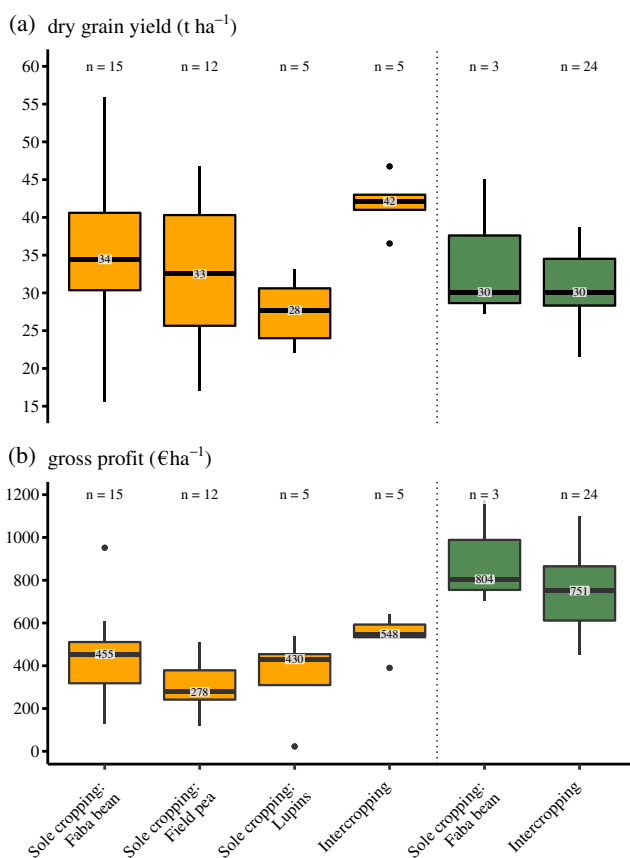 (a) dry grain yield (t ha⁻¹)
n = 15 n = 12 n = 5 n = 5 n = 3 n = 24
60
55
50
45
40
35
30
25
20
15
34 33 28 42 30 30
(b) gross profit (€ha⁻¹)
n = 15 n = 12 n = 5 n = 5 n = 3 n = 24
1200
1000
800
600
400
200
0
455 278 430 548 804 751
Sole cropping:
Faba bean
Sole cropping:
Field pea
Sole cropping:
Lupins
Intercropping
Sole cropping:
Faba bean
Intercropping